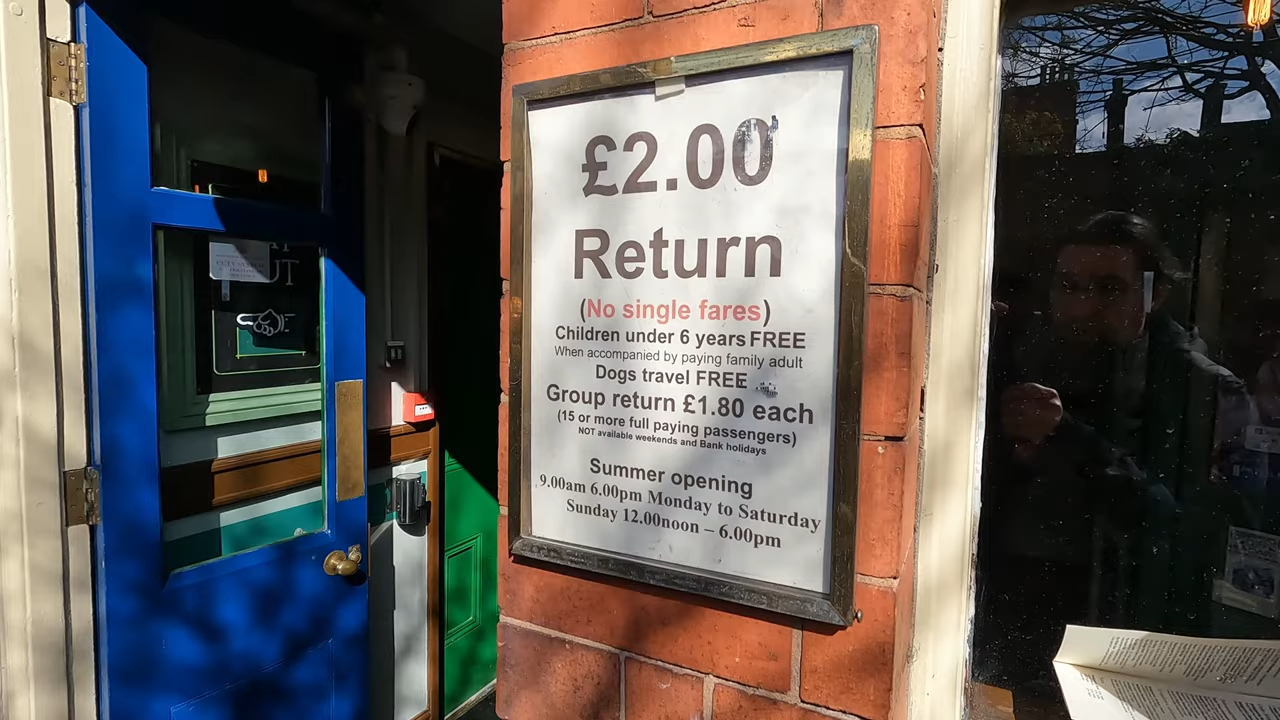 £2.00
Return
(No single fares)
Children under 6 years FREE
When accompanied by paying family adult
Dogs travel FREE
Group return £1.80 each
(15 or more full paying passengers)
NOT available weekends and Bank holidays
Summer opening
9.00am 6.00pm Monday to Saturday
Sunday 12.00noon – 6.00pm